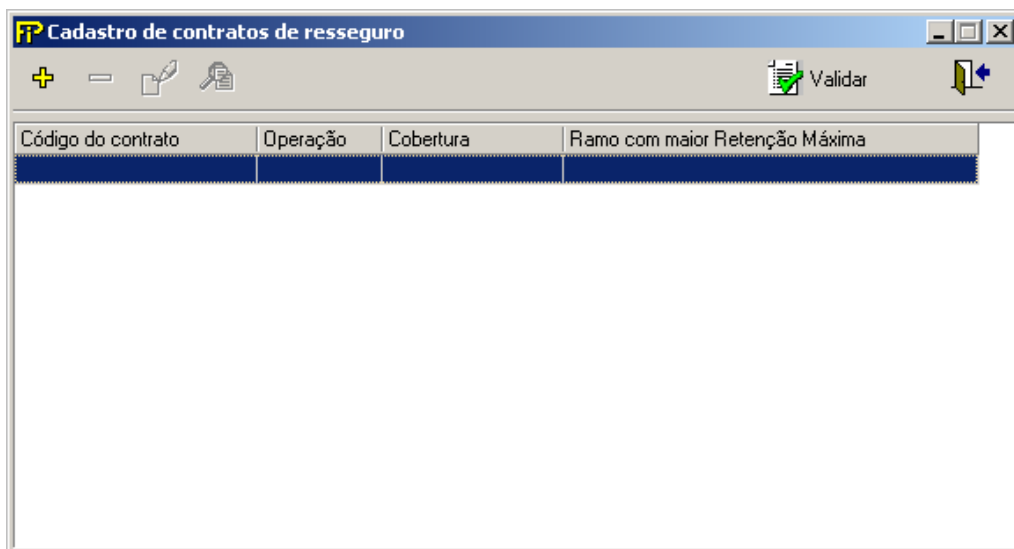 FiP Cadastro de contratos de resseguro
Validar
Código do contrato Operação Cobertura Ramo com maior Retenção Máxima